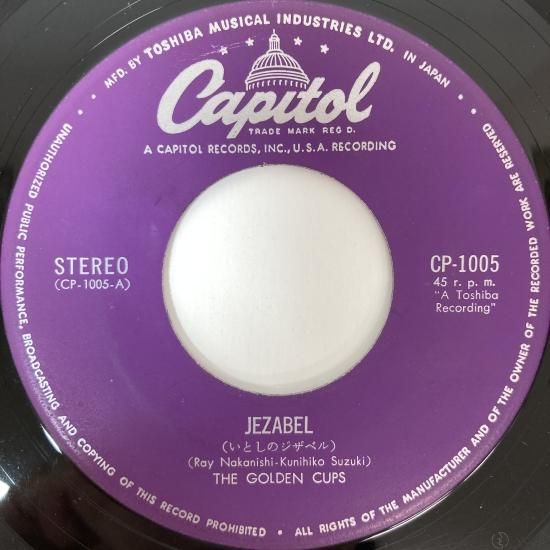 MFD. BY TOSHIBA MUSICAL INDUSTRIES LTD. IN JAPAN
Capitol
TRADE MARK REG D.
A CAPITOL RECORDS, INC., U.S.A. RECORDING
STEREO
(CP-1005-A)
CP-1005
45 r. p. m.
"A Toshiba
Recording"
JEZABEL
(いとしのジザベル)
(Ray Nakanishi-Kunihiko Suzuki)
THE GOLDEN CUPS
UNAUTHORIZED PUBLIC PERFORMANCE, BROADCASTING AND COPYING OF THIS RECORD PROHIBITED • ALL RIGHTS OF THE MANUFACTURER AND OF THE OWNER OF THE RECORDED WORK ARE RESERVED